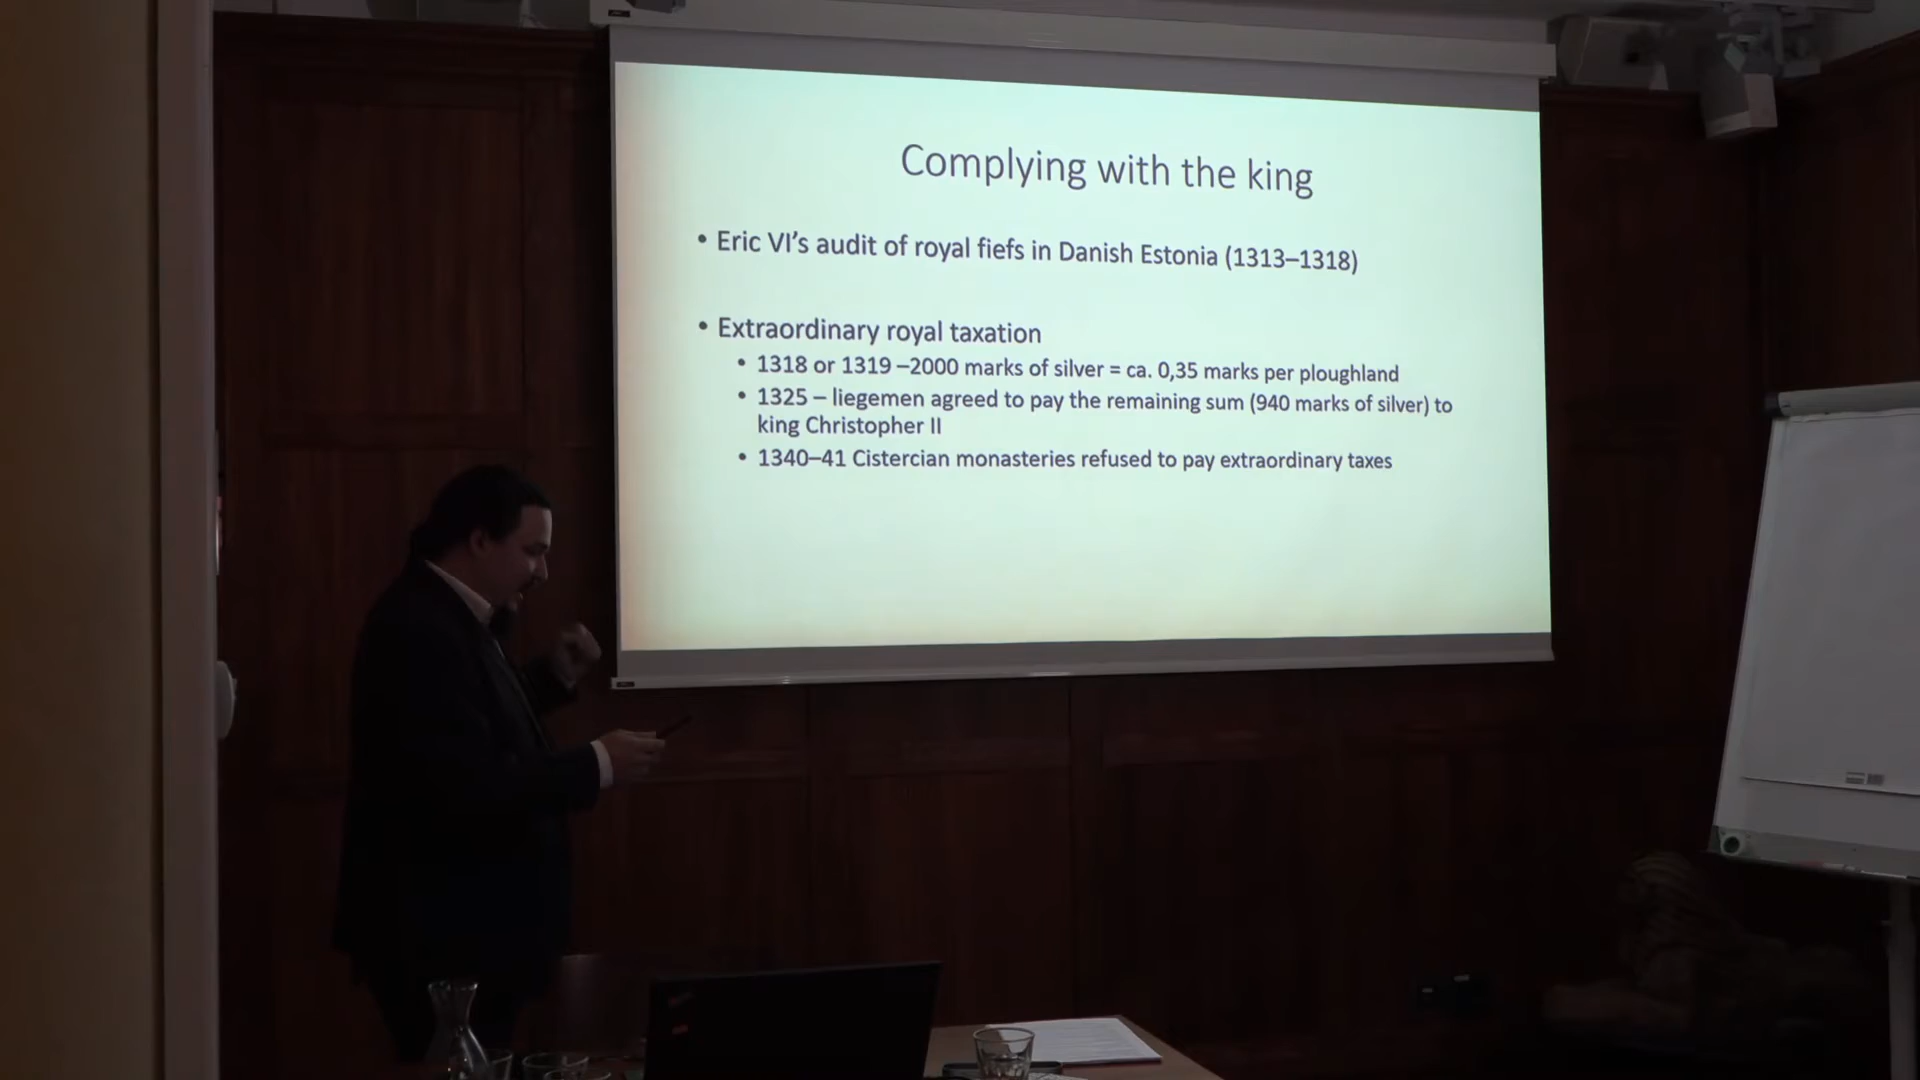 Complying with the king
• Eric VI’s audit of royal fiefs in Danish Estonia (1313–1318)
• Extraordinary royal taxation
• 1318 or 1319 –2000 marks of silver = ca. 0,35 marks per ploughland
• 1325 – liegemen agreed to pay the remaining sum (940 marks of silver) to
king Christopher II
• 1340–41 Cistercian monasteries refused to pay extraordinary taxes